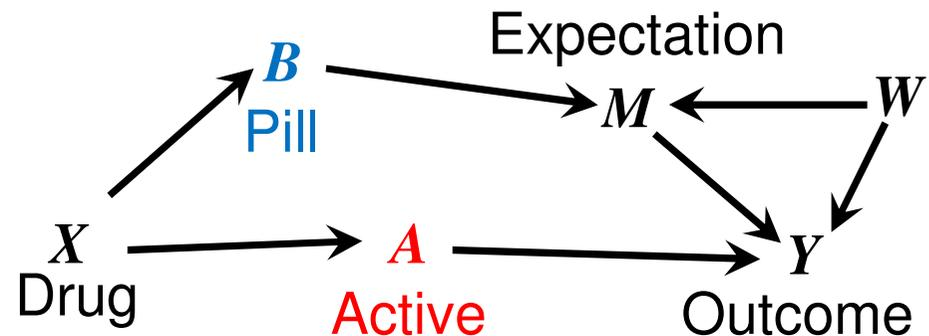 Expectation
B
Pill
M
W
X
Drug
A
Active
Y
Outcome